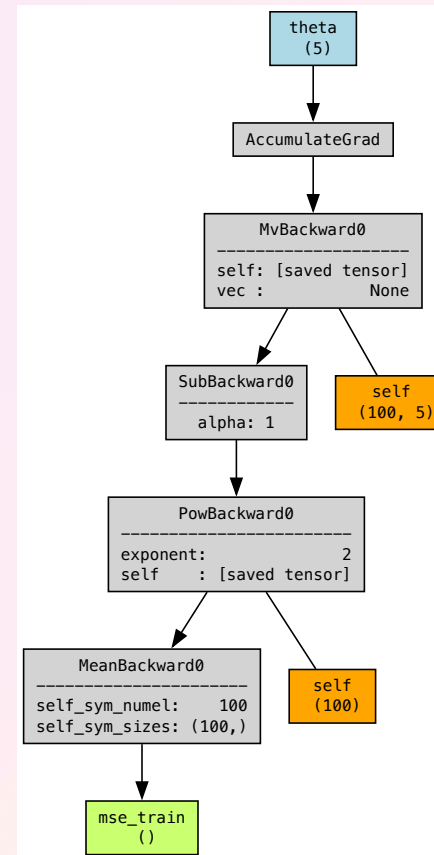 theta
(5)
AccumulateGrad
MvBackward0
--------------------
self: [saved tensor]
vec :           None
SubBackward0
------------
alpha: 1
self
(100, 5)
PowBackward0
------------------------
exponent:              2
self    : [saved tensor]
MeanBackward0
----------------------
self_sym_numel:    100
self_sym_sizes: (100,)
self
(100)
mse_train
()